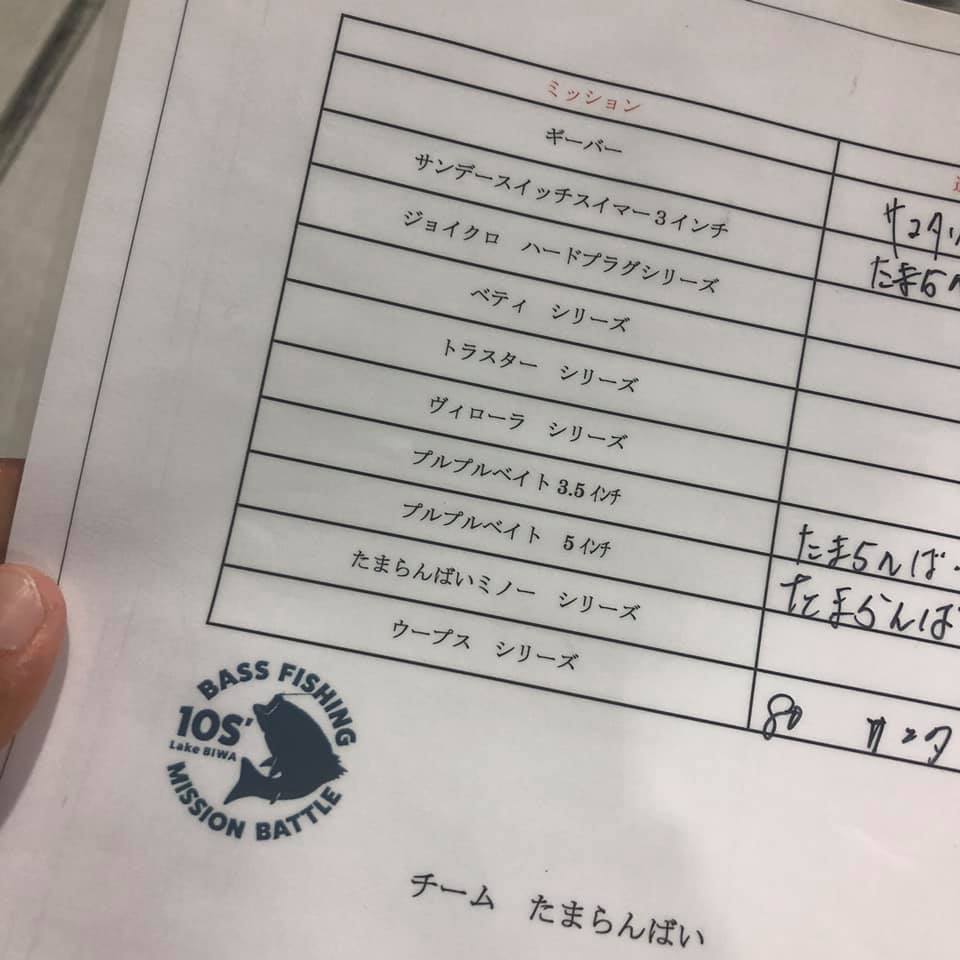 ミッション
ギーバー サンタ
サンデースイッチスイマー3インチ たまらん
ジョイクロ ハードプラグシリーズ
ベティ シリーズ
トラスター シリーズ
ヴィローラ シリーズ
プルプルベイト3.5インチ たまらんば
プルプルベイト 5インチ たまらんば
たまらんばいミノー シリーズ
ウープス シリーズ 80 サンタ
BASS FISHING
10S'
Lake BIWA
MISSION BATTLE
チーム たまらんばい